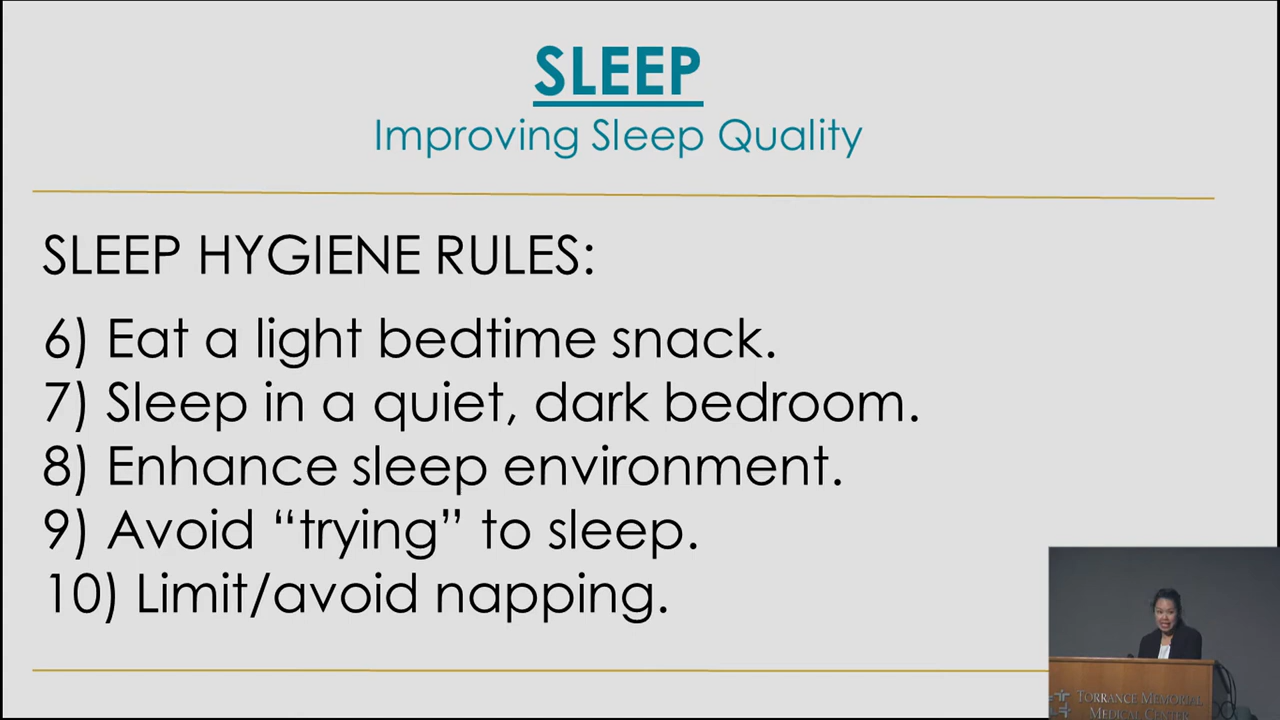 SLEEP
Improving Sleep Quality
SLEEP HYGIENE RULES:
6) Eat a light bedtime snack.
7) Sleep in a quiet, dark bedroom.
8) Enhance sleep environment.
9) Avoid “trying” to sleep.
10) Limit/avoid napping.
TORRANCE MEMORIAL
MEDICAL CENTER